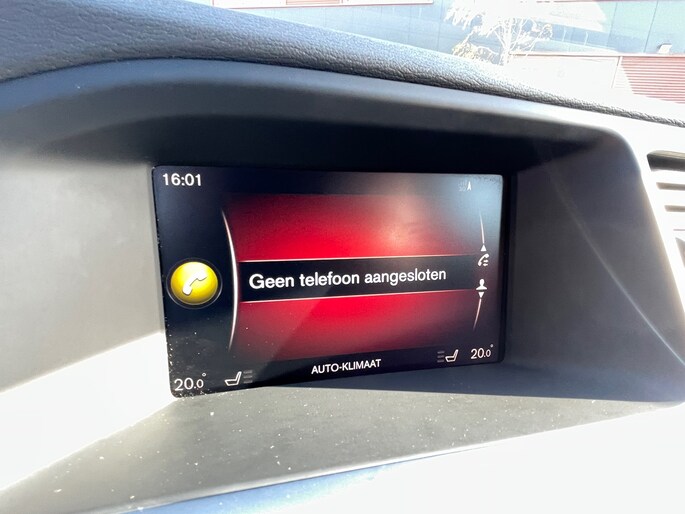 16:01
Geen telefoon aangesloten
20.0°
AUTO-KLIMAAT
20.0°